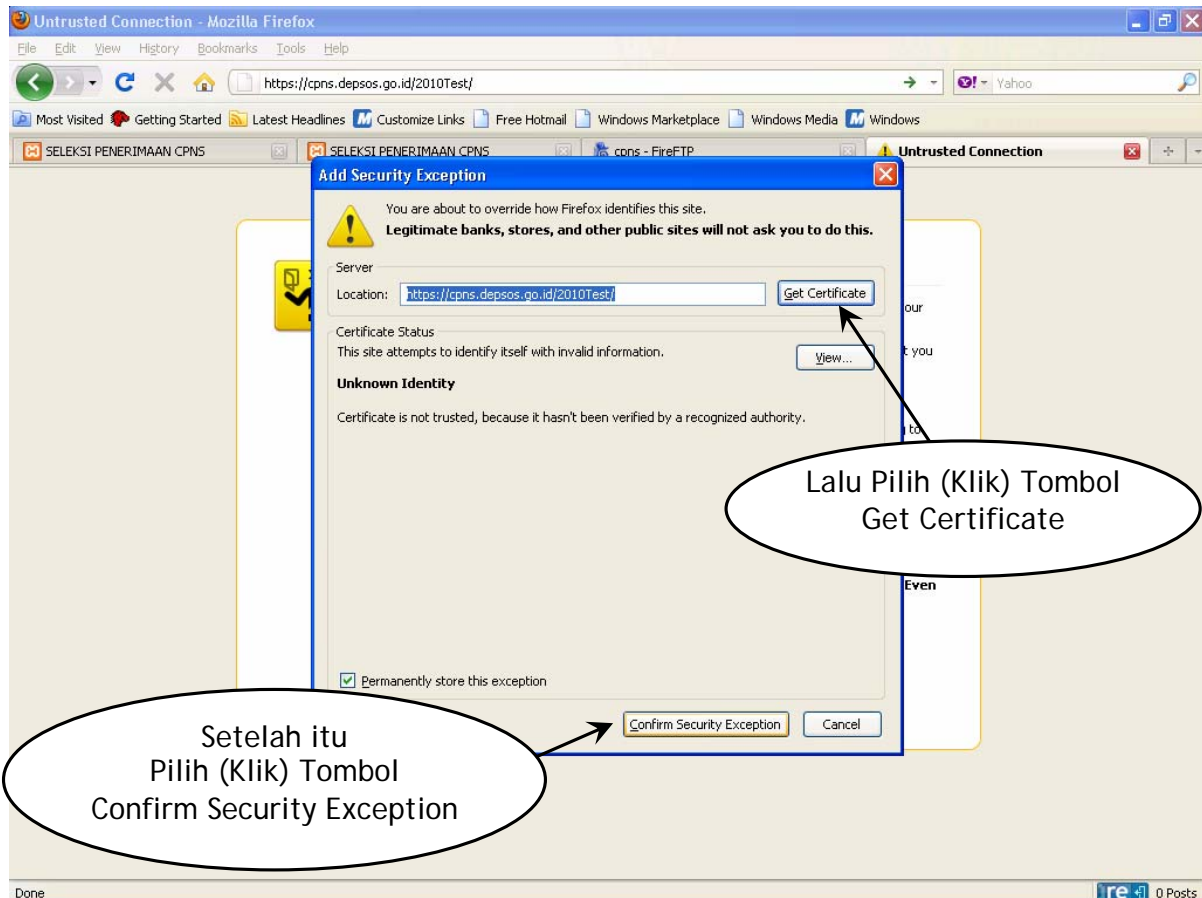 Untrusted Connection - Mozilla Firefox
File Edit View History Bookmarks Tools Help
https://cpns.depsos.go.id/2010Test/
Y! Yahoo
Most Visited Getting Started Latest Headlines Customize Links Free Hotmail Windows Marketplace Windows Media Windows
SELEKSI PENERIMAAN CPNS SELEKSI PENERIMAAN CPNS cpns - FireFTP Untrusted Connection
Add Security Exception
You are about to override how Firefox identifies this site.
Legitimate banks, stores, and other public sites will not ask you to do this.
Server
Location: https://cpns.depsos.go.id/2010Test/ Get Certificate
our
Certificate Status
This site attempts to identify itself with invalid information. View...
t you
Unknown Identity
Certificate is not trusted, because it hasn't been verified by a recognized authority.
to
Lalu Pilih (Klik) Tombol
Get Certificate
Even
Permanently store this exception
Confirm Security Exception Cancel
Setelah itu
Pilih (Klik) Tombol
Confirm Security Exception
Done
re 0 Posts